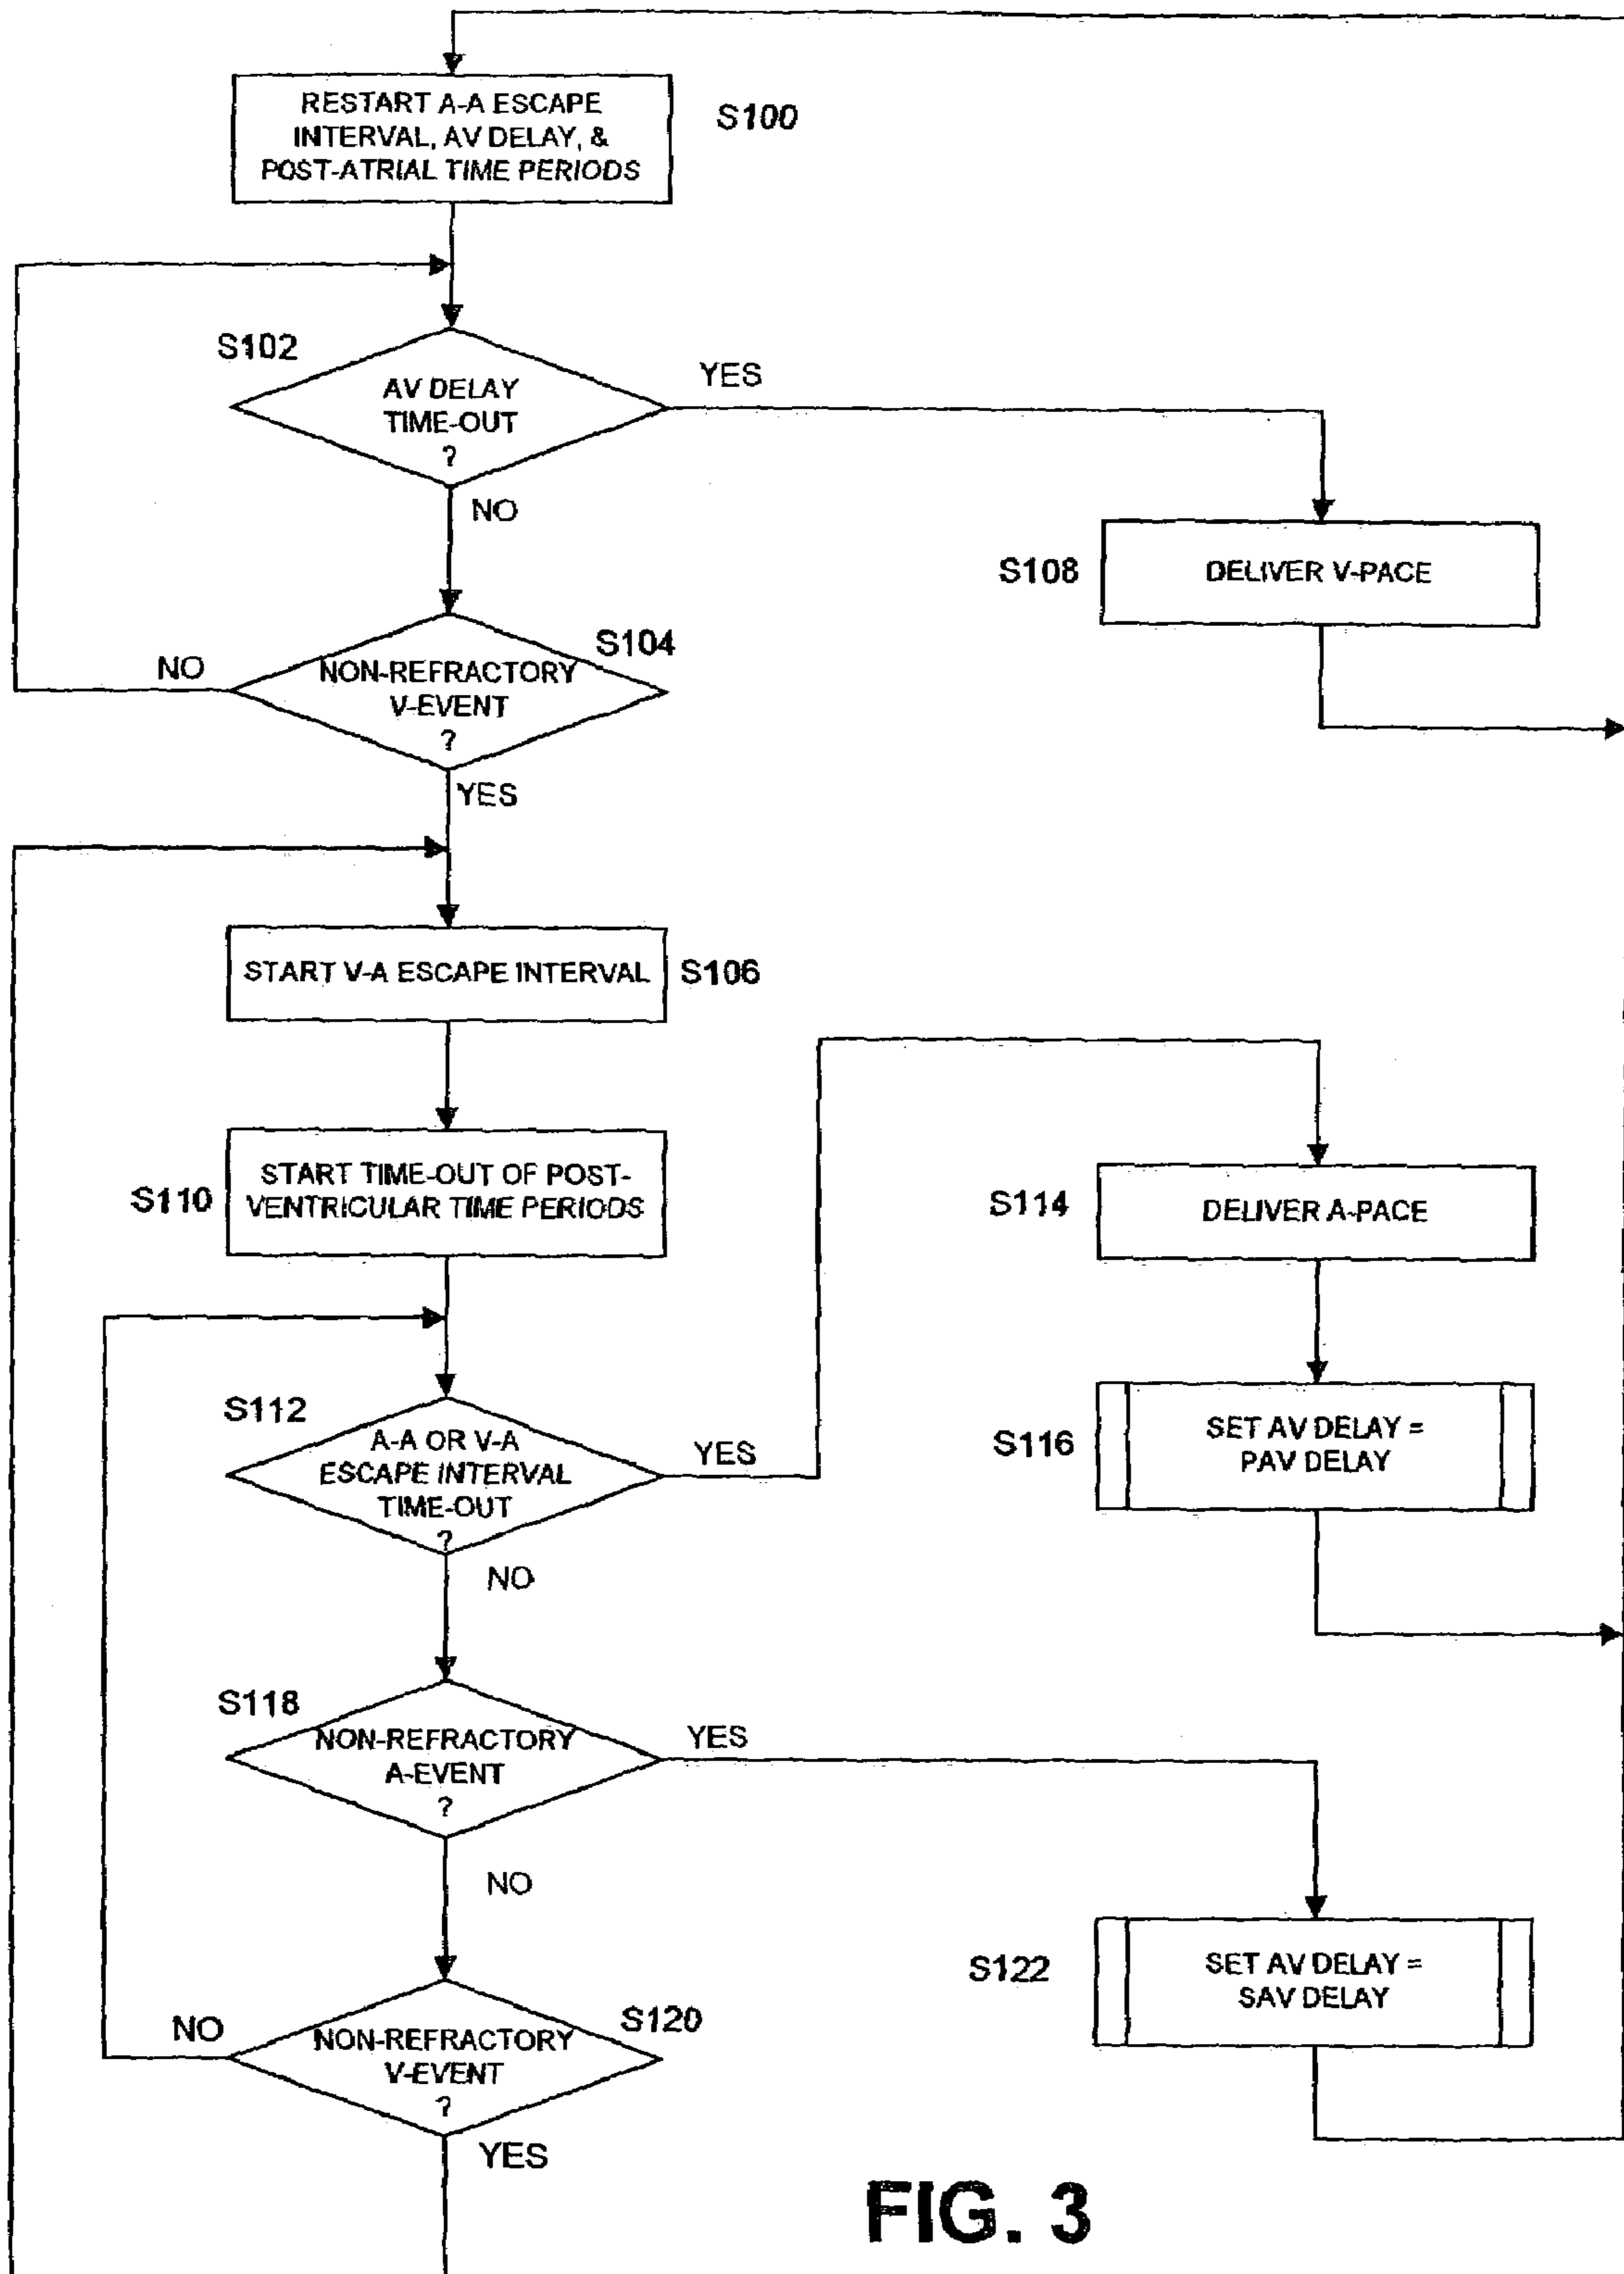 RESTART A-A ESCAPE
INTERVAL, AV DELAY, &
POST-ATRIAL TIME PERIODS
S100
S102
AV DELAY
TIME-OUT
?
YES
NO
S108
DELIVER V-PACE
S104
NO
NON-REFRACTORY
V-EVENT
?
YES
START V-A ESCAPE INTERVAL
S106
S110
START TIME-OUT OF POST-
VENTRICULAR TIME PERIODS
S114
DELIVER A-PACE
S112
A-A OR V-A
ESCAPE INTERVAL
TIME-OUT
?
YES
NO
S116
SET AV DELAY =
PAV DELAY
S118
NON-REFRACTORY
A-EVENT
?
YES
NO
S122
SET AV DELAY =
SAV DELAY
S120
NO
NON-REFRACTORY
V-EVENT
?
YES
FIG. 3